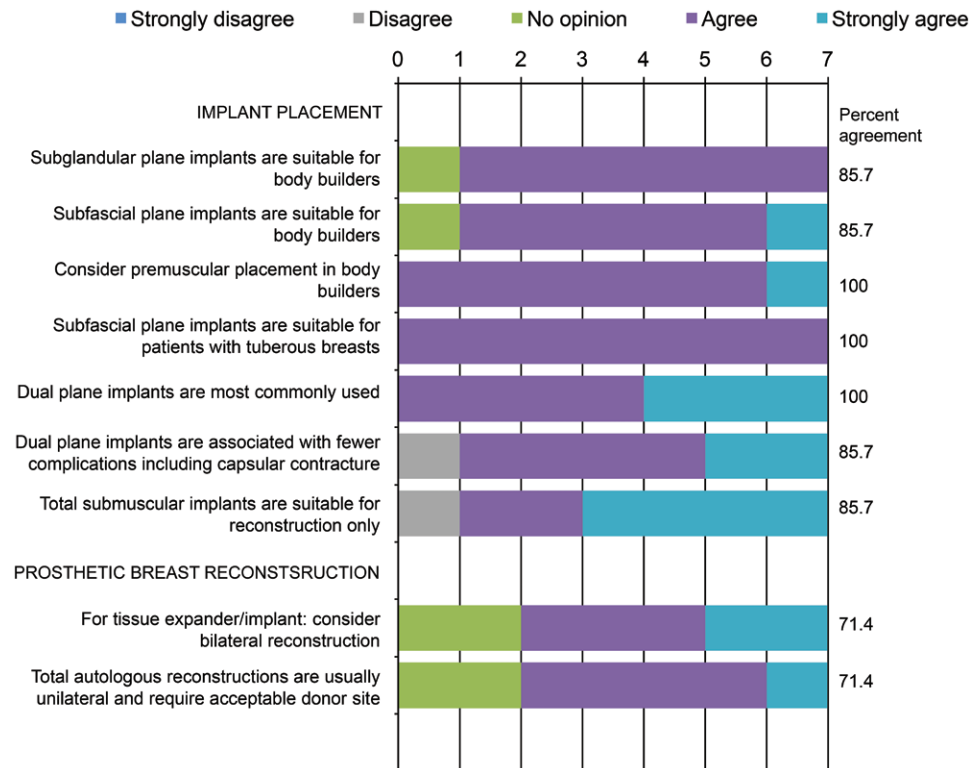 Strongly disagree Disagree No opinion Agree Strongly agree
0 1 2 3 4 5 6 7
IMPLANT PLACEMENT
Percent
agreement
Subglandular plane implants are suitable for
body builders
85.7
Subfascial plane implants are suitable for
body builders
85.7
Consider premuscular placement in body
builders
100
Subfascial plane implants are suitable for
patients with tuberous breasts
100
Dual plane implants are most commonly used
100
Dual plane implants are associated with fewer
complications including capsular contracture
85.7
Total submuscular implants are suitable for
reconstruction only
85.7
PROSTHETIC BREAST RECONSTSRUCTION
For tissue expander/implant: consider
bilateral reconstruction
71.4
Total autologous reconstructions are usually
unilateral and require acceptable donor site
71.4